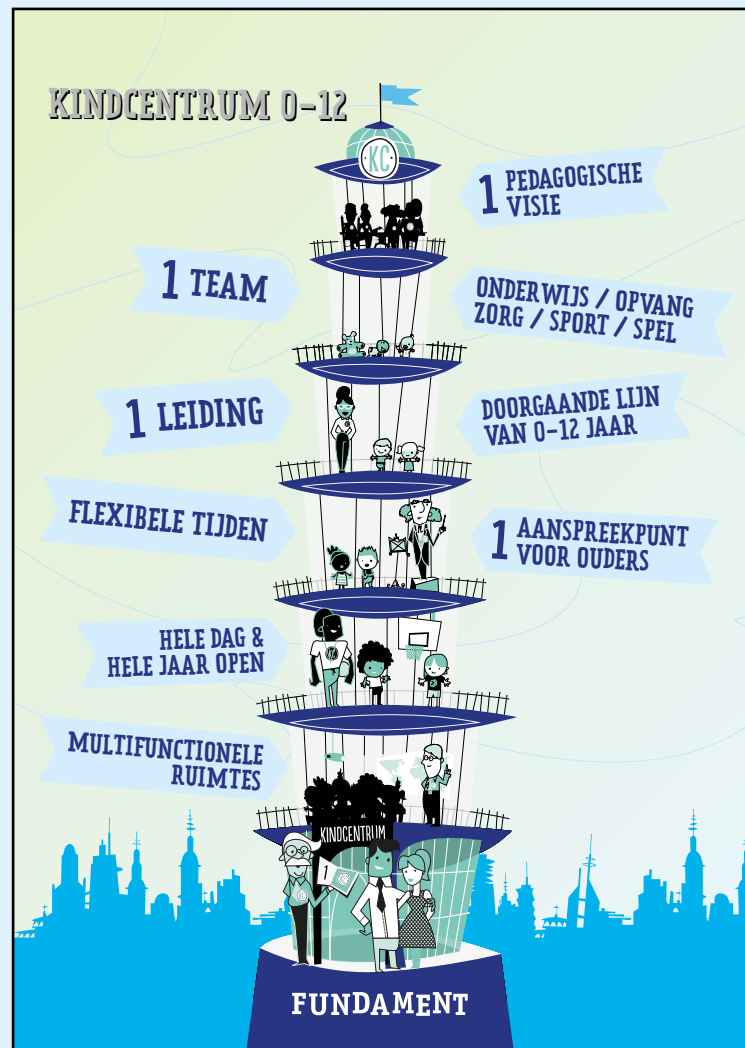 KINDCENTRUM 0-12
KC
1 PEDAGOGISCHE
VISIE
1 TEAM
ONDERWIJS / OPVANG
ZORG / SPORT / SPEL
1 LEIDING
DOORGAANDE LIJN
VAN 0-12 JAAR
FLEXIBELE TIJDEN
1 AANSPREEKPUNT
VOOR OUDERS
HELE DAG &
HELE JAAR OPEN
MULTIFUNCTIONELE
RUIMTES
KINDCENTRUM
1
FUNDAMENT